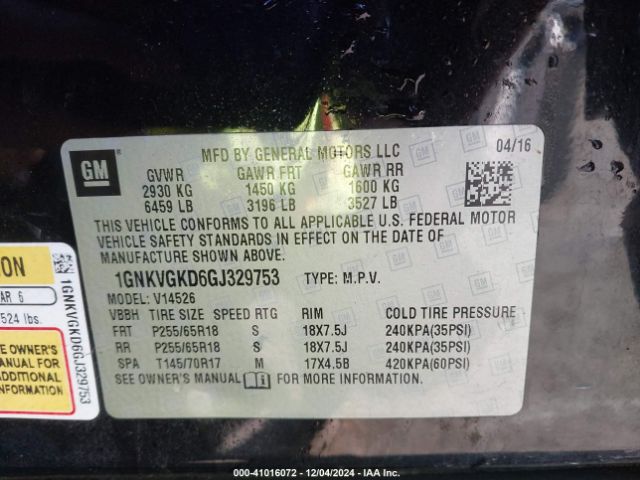 GM
MFD BY GENERAL MOTORS LLC
04/16
GVWR GAWR FRT GAWR RR
2930 KG 1450 KG 1600 KG
6459 LB 3196 LB 3527 LB
THIS VEHICLE CONFORMS TO ALL APPLICABLE U.S. FEDERAL MOTOR
VEHICLE SAFETY STANDARDS IN EFFECT ON THE DATE OF
MANUFACTURE SHOWN ABOVE.
1GNKVGKD6GJ329753 TYPE: M.P.V.
MODEL: V14526
VBBH TIRE SIZE SPEED RTG RIM COLD TIRE PRESSURE
FRT P255/65R18 S 18X7.5J 240KPA(35PSI)
RR P255/65R18 S 18X7.5J 240KPA(35PSI)
SPA T145/70R17 M 17X4.5B 420KPA(60PSI)
SEE OWNER'S MANUAL i FOR MORE INFORMATION.
ION
AR 6
524 lbs.
E OWNER'S
ANUAL for
ADDITIONAL
ORMATION
1GNKVGKD6GJ329753
000-41016072 - 12/04/2024 - IAA Inc.